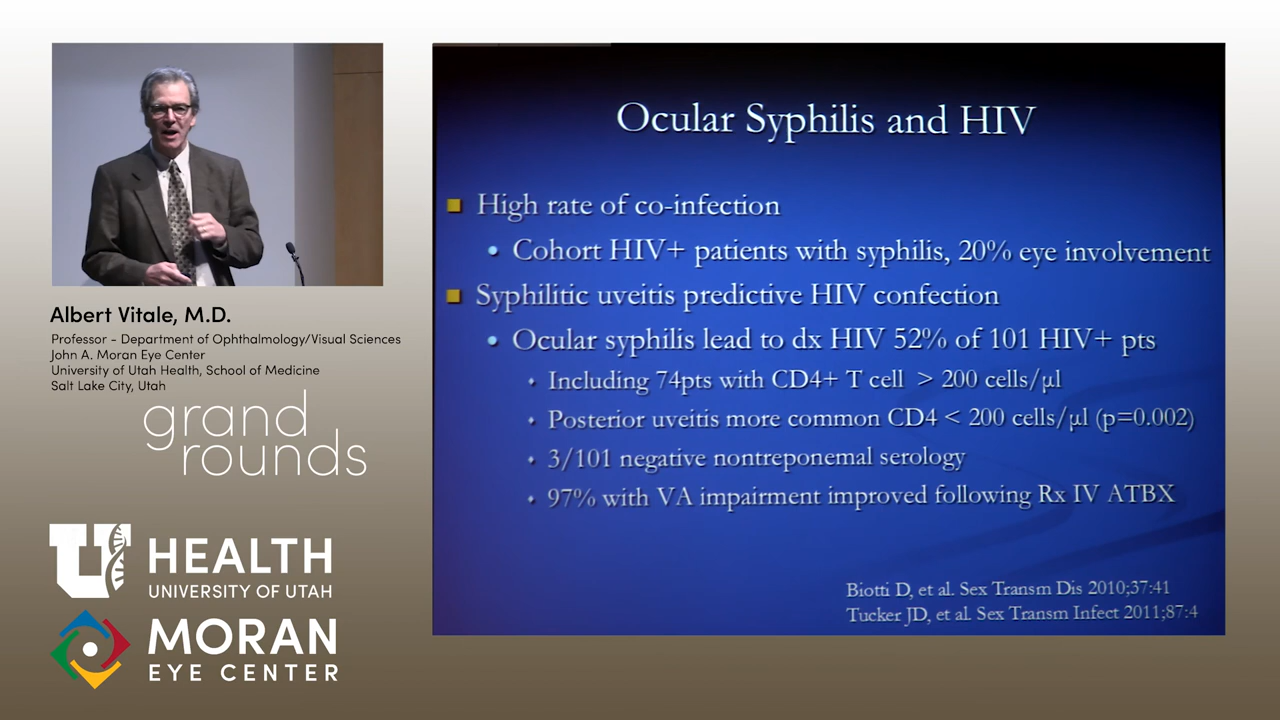 Albert Vitale, M.D.
Professor - Department of Ophthalmology/Visual Sciences
John A. Moran Eye Center
University of Utah Health, School of Medicine
Salt Lake City, Utah
grand
rounds
U
HEALTH
UNIVERSITY OF UTAH
MORAN
EYE CENTER
Ocular Syphilis and HIV
High rate of co-infection
Cohort HIV+ patients with syphilis, 20% eye involvement
Syphilitic uveitis predictive HIV confection
Ocular syphilis lead to dx HIV 52% of 101 HIV+ pts
Including 74pts with CD4+ T cell > 200 cells/µl
Posterior uveitis more common CD4 < 200 cells/µl (p=0.002)
3/101 negative nontreponemal serology
97% with VA impairment improved following Rx IV ATBX
Biotti D, et al. Sex Transm Dis 2010;37:41
Tucker JD, et al. Sex Transm Infect 2011;87:4